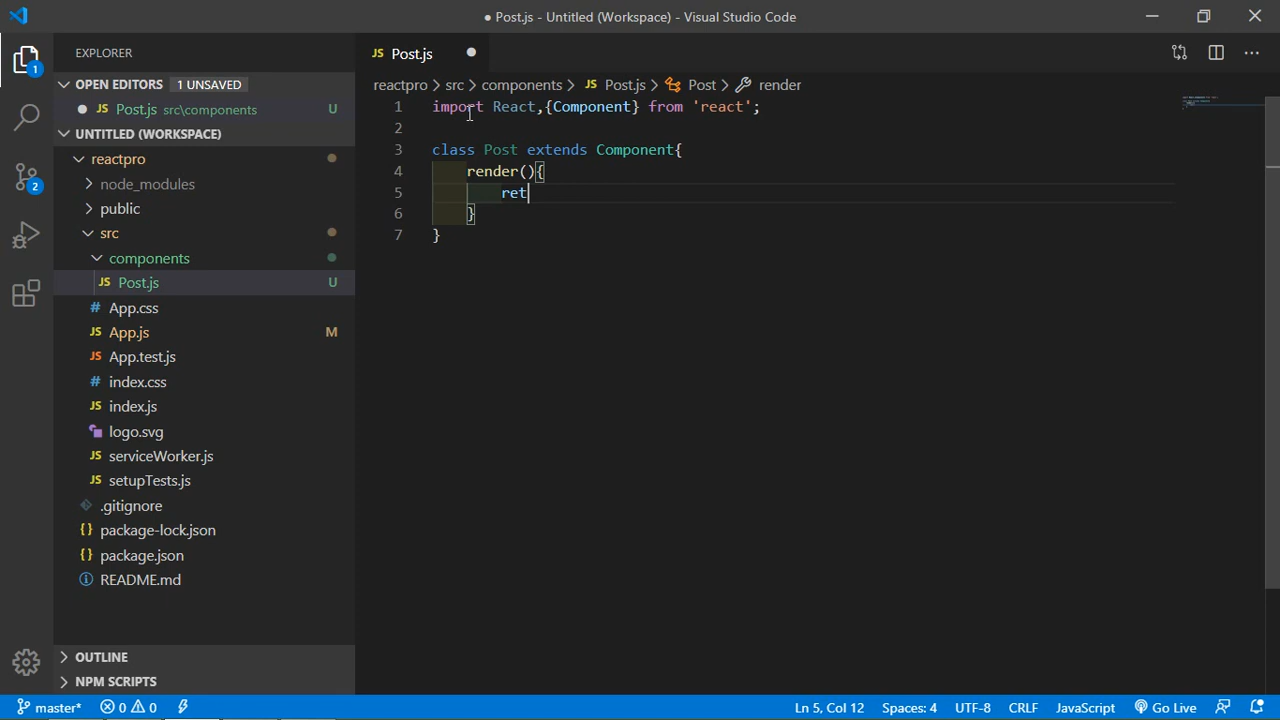 ● Post.js - Untitled (Workspace) - Visual Studio Code
EXPLORER
OPEN EDITORS 1 UNSAVED
JS Post.js src\components U
UNTITLED (WORKSPACE)
reactpro
node_modules
public
src
components
JS Post.js U
# App.css
JS App.js M
JS App.test.js
# index.css
JS index.js
logo.svg
JS serviceWorker.js
JS setupTests.js
.gitignore
{} package-lock.json
{} package.json
README.md
OUTLINE
NPM SCRIPTS
1
2
JS Post.js
reactpro > src > components > JS Post.js > Post > render
1 import React,{Component} from 'react';
2
3 class Post extends Component{
4 render(){
5 ret
6 }
7 }
master* 0 0 Ln 5, Col 12 Spaces: 4 UTF-8 CRLF JavaScript Go Live